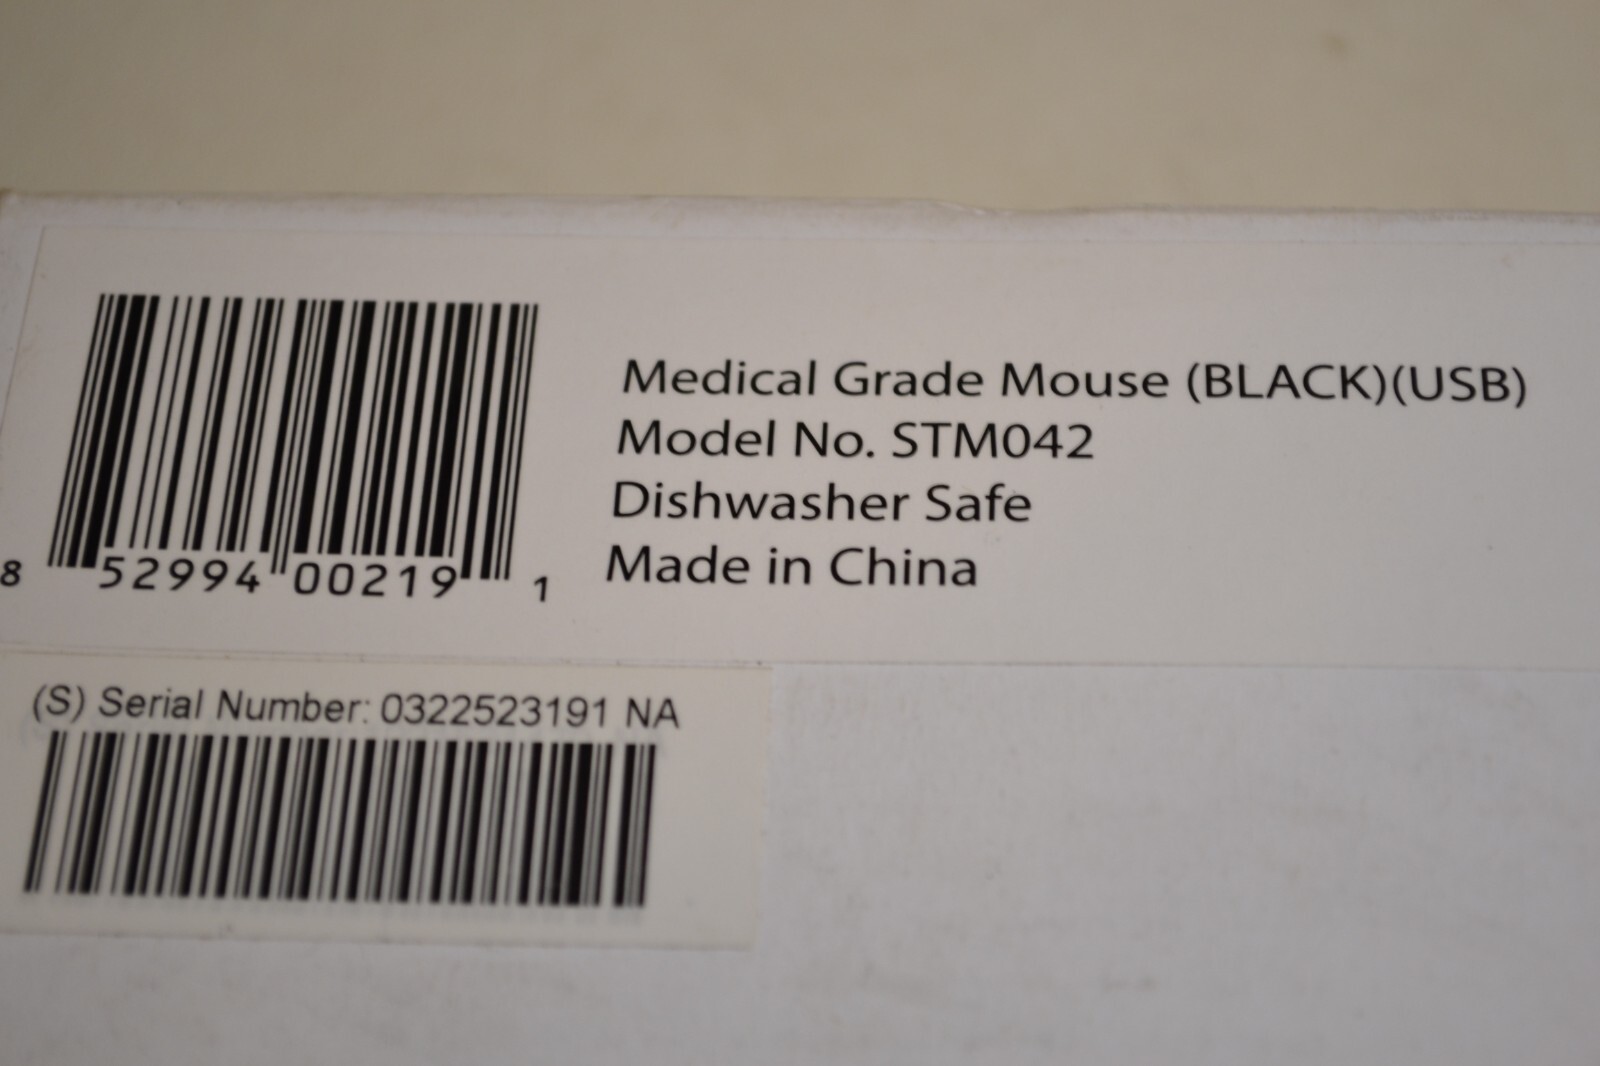 Medical Grade Mouse (BLACK)(USB)
Model No. STM042
Dishwasher Safe
Made in China
8 52994 00219 1
(S) Serial Number: 0322523191 NA